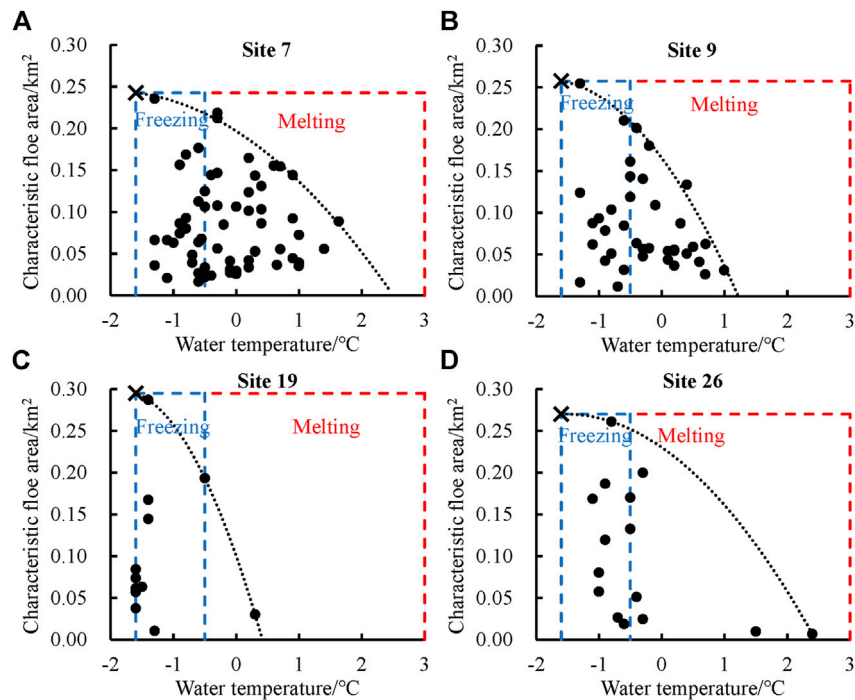 A
Site 7
Characteristic floe area/km²
0.30
0.25
0.20
0.15
0.10
0.05
0.00
Freezing
Melting
-2 -1 0 1 2 3
Water temperature/°C
B
Site 9
Characteristic floe area/km²
0.30
0.25
0.20
0.15
0.10
0.05
0.00
Freezing
Melting
-2 -1 0 1 2 3
Water temperature/°C
C
Site 19
Characteristic floe area/km²
0.30
0.25
0.20
0.15
0.10
0.05
0.00
Freezing
Melting
-2 -1 0 1 2 3
Water temperature/°C
D
Site 26
Characteristic floe area/km²
0.30
0.25
0.20
0.15
0.10
0.05
0.00
Freezing
Melting
-2 -1 0 1 2 3
Water temperature/°C